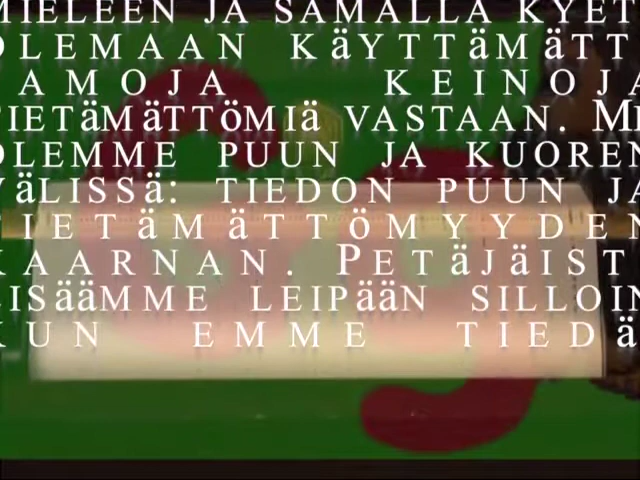 MIELEEN JA SAMALLA KYET
OLEMAAN KäYTTäMäTT
SAMOJA KEINOJA
TIETäMäTTöMIä VASTAAN. ME
OLEMME PUUN JA KUOREN
VäLISSä: TIEDON PUUN JA
TIETäMäTTöMYYDEN
KAARNAN. PETäJäIST
LISääMME LEIPääN SILLOIN
KUN EMME TIEDä